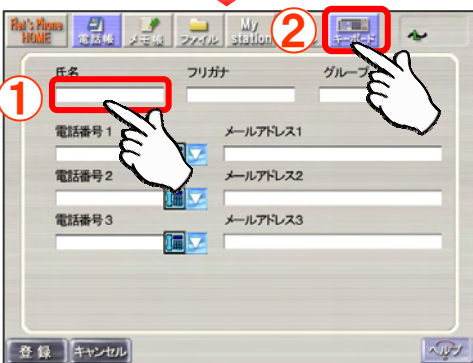 Flet's Phone HOME
電話帳
メモ帳
ファイル
My station
②
キーボード
氏名
フリガナ
グループ
①
電話番号1
メールアドレス1
電話番号2
メールアドレス2
電話番号3
メールアドレス3
登録
キャンセル
ヘルプ